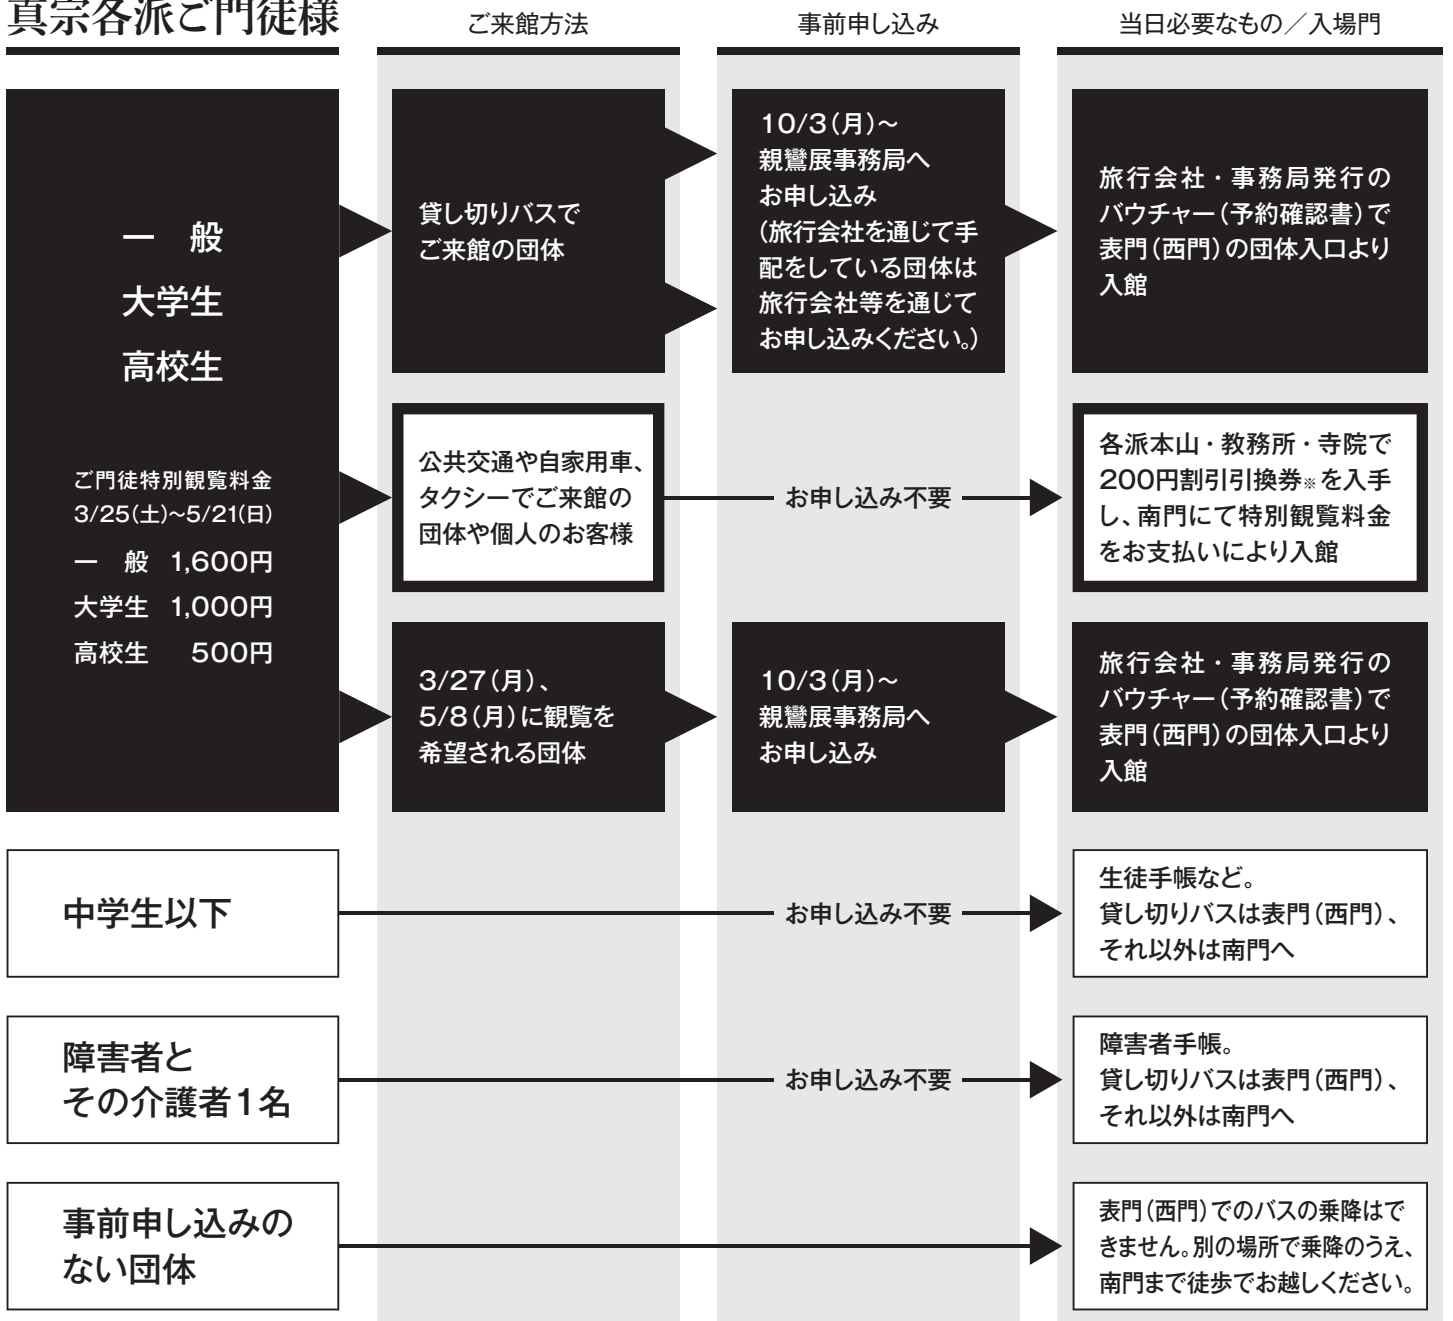 真宗各派ご門徒様
ご来館方法
事前申し込み
当日必要なもの／入場門
一 般
大学生
高校生
ご門徒特別観覧料金
3/25(土)~5/21(日)
一 般 1,600円
大学生 1,000円
高校生 500円
貸し切りバスで
ご来館の団体
10/3(月)～
親鸞展事務局へ
お申し込み
(旅行会社を通じて手
配をしている団体は
旅行会社等を通じて
お申し込みください。)
旅行会社・事務局発行の
バウチャー(予約確認書)で
表門(西門)の団体入口より
入館
公共交通や自家用車、
タクシーでご来館の
団体や個人のお客様
お申し込み不要
各派本山・教務所・寺院で
200円割引引換券※を入手
し、南門にて特別観覧料金
をお支払いにより入館
3/27(月)、
5/8(月)に観覧を
希望される団体
10/3(月)～
親鸞展事務局へ
お申し込み
旅行会社・事務局発行の
バウチャー(予約確認書)で
表門(西門)の団体入口より
入館
中学生以下
お申し込み不要
生徒手帳など。
貸し切りバスは表門(西門)、
それ以外は南門へ
障害者と
その介護者1名
お申し込み不要
障害者手帳。
貸し切りバスは表門(西門)、
それ以外は南門へ
事前申し込みの
ない団体
表門(西門)でのバスの乗降はで
きません。別の場所で乗降のうえ、
南門まで徒歩でお越しください。